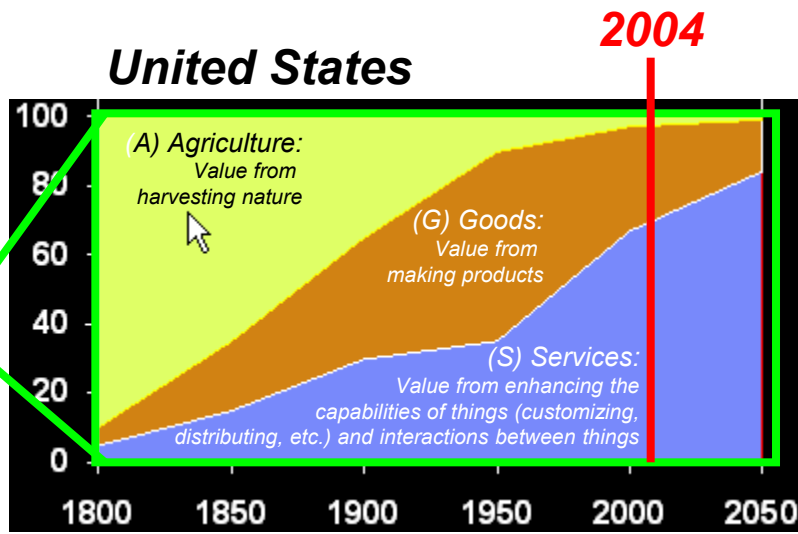 2004
United States
100
80
60
40
20
0
(A) Agriculture:
Value from
harvesting nature
(G) Goods:
Value from
making products
(S) Services:
Value from enhancing the
capabilities of things (customizing,
distributing, etc.) and interactions between things
1800 1850 1900 1950 2000 2050